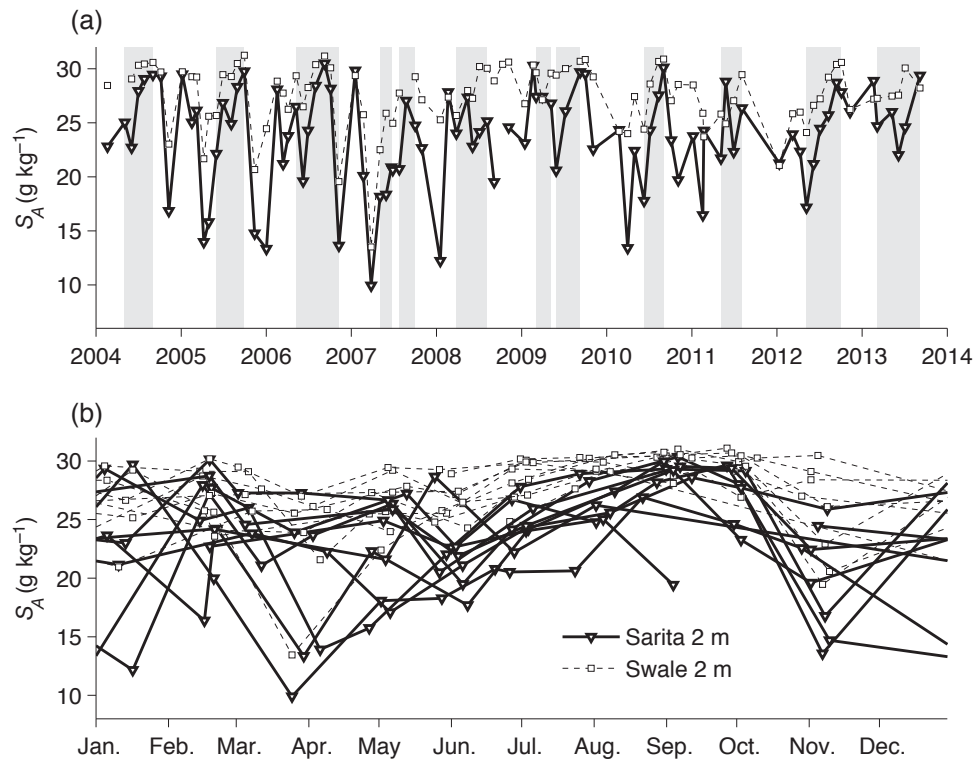 (a)
30
25
20
15
10
S_A (g kg⁻¹)
2004 2005 2006 2007 2008 2009 2010 2011 2012 2013 2014
(b)
30
25
20
15
10
S_A (g kg⁻¹)
Sarita 2 m
Swale 2 m
Jan. Feb. Mar. Apr. May Jun. Jul. Aug. Sep. Oct. Nov. Dec.